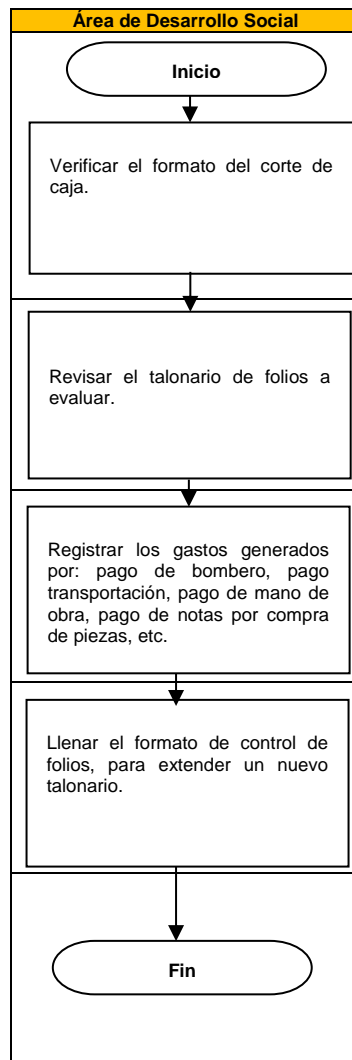 Área de Desarrollo Social
Inicio
Verificar el formato del corte de
caja.
Revisar el talonario de folios a
evaluar.
Registrar los gastos generados
por: pago de bombero, pago
transportación, pago de mano de
obra, pago de notas por compra
de piezas, etc.
Llenar el formato de control de
folios, para extender un nuevo
talonario.
Fin